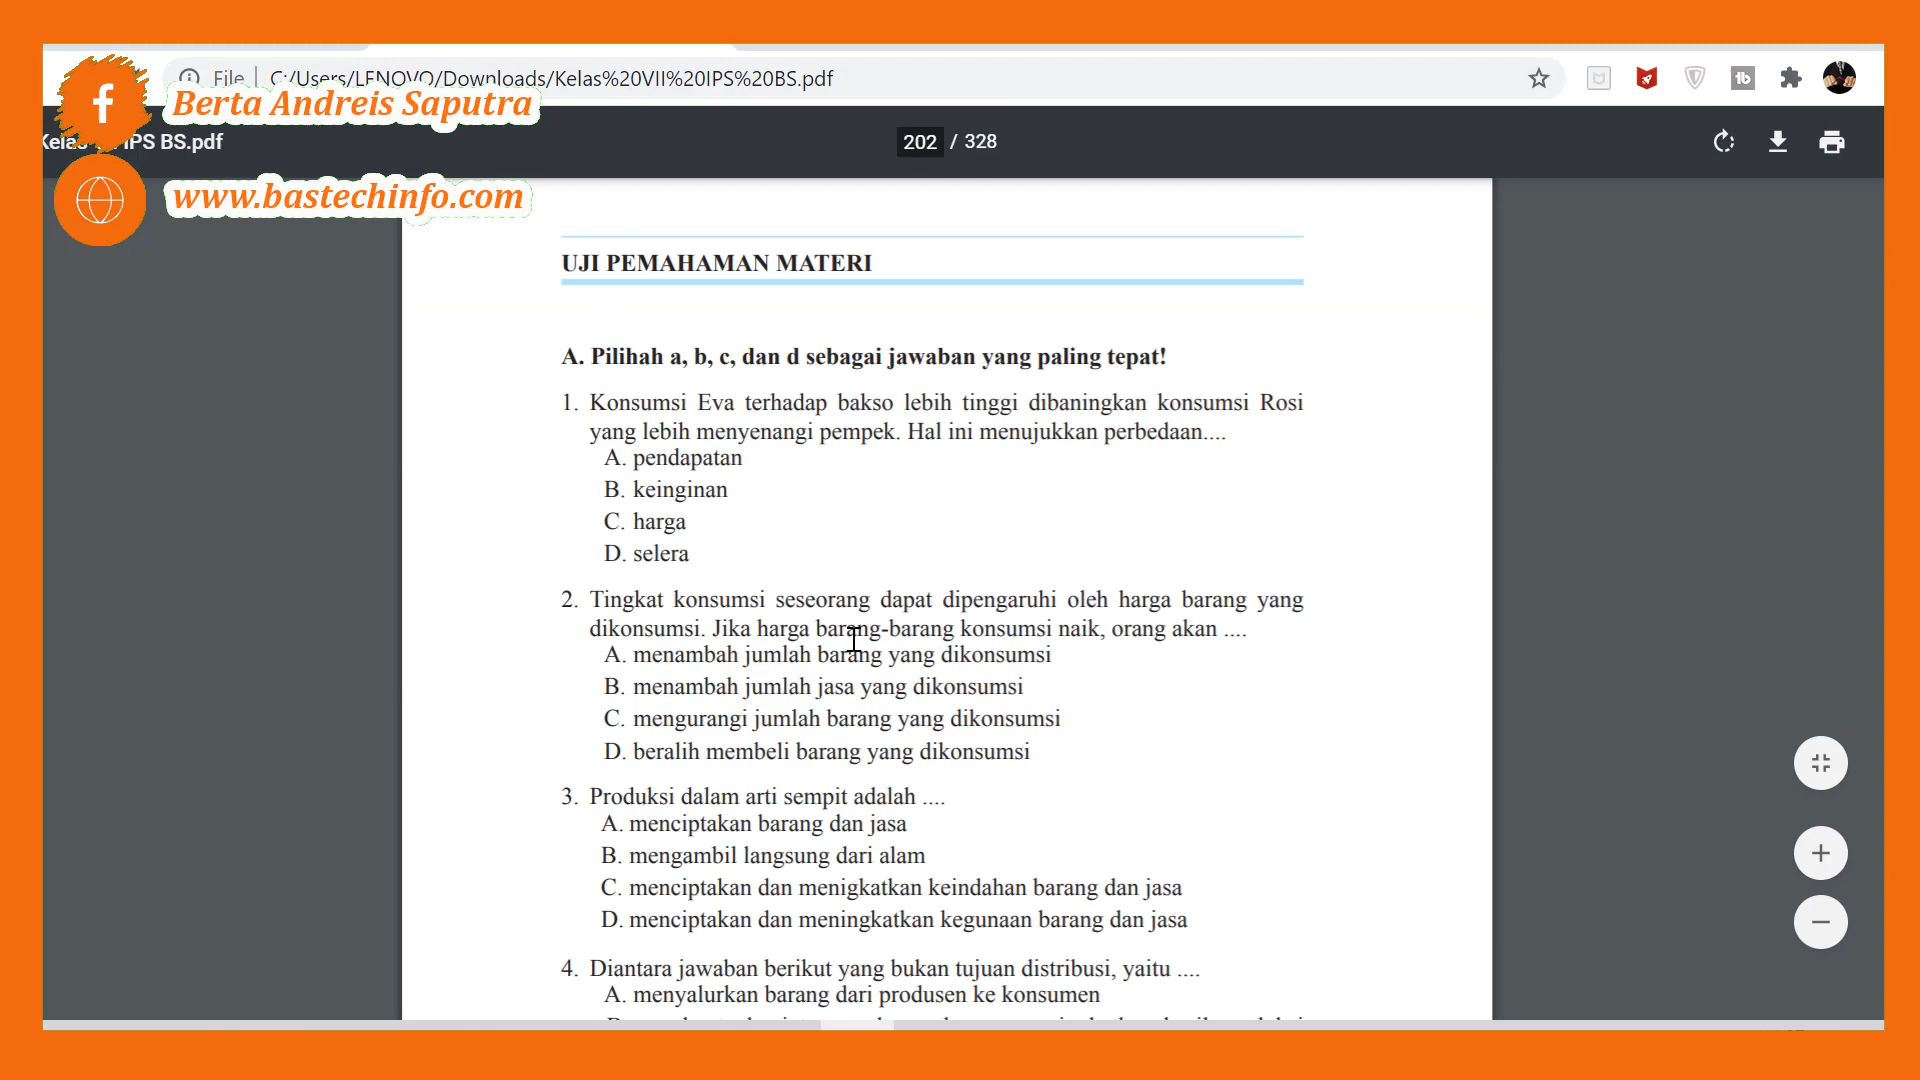 File
C:/Users/LENOVO/Downloads/Kelas%20VII%20IPS%20BS.pdf
Berta Andreis Saputra
IPS BS.pdf
202 / 328
www.bastechinfo.com
UJI PEMAHAMAN MATERI
A. Pilihah a, b, c, dan d sebagai jawaban yang paling tepat!
1. Konsumsi Eva terhadap bakso lebih tinggi dibaningkan konsumsi Rosi
yang lebih menyenangi pempek. Hal ini menujukkan perbedaan....
A. pendapatan
B. keinginan
C. harga
D. selera
2. Tingkat konsumsi seseorang dapat dipengaruhi oleh harga barang yang
dikonsumsi. Jika harga barang-barang konsumsi naik, orang akan ....
A. menambah jumlah barang yang dikonsumsi
B. menambah jumlah jasa yang dikonsumsi
C. mengurangi jumlah barang yang dikonsumsi
D. beralih membeli barang yang dikonsumsi
3. Produksi dalam arti sempit adalah ....
A. menciptakan barang dan jasa
B. mengambil langsung dari alam
C. menciptakan dan menigkatkan keindahan barang dan jasa
D. menciptakan dan meningkatkan kegunaan barang dan jasa
4. Diantara jawaban berikut yang bukan tujuan distribusi, yaitu ....
A. menyalurkan barang dari produsen ke konsumen